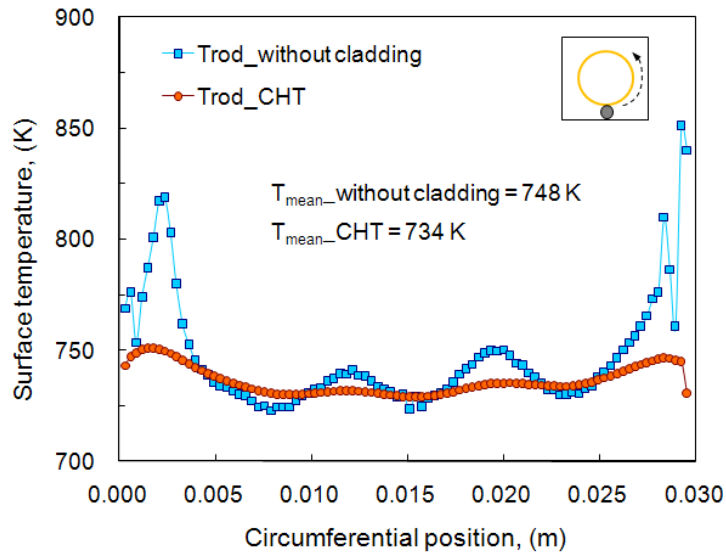 900
850
800
750
700
Surface temperature, (K)
Trod_without cladding
Trod_CHT
Tmean_without cladding = 748 K
Tmean_CHT = 734 K
0.000 0.005 0.010 0.015 0.020 0.025 0.030
Circumferential position, (m)